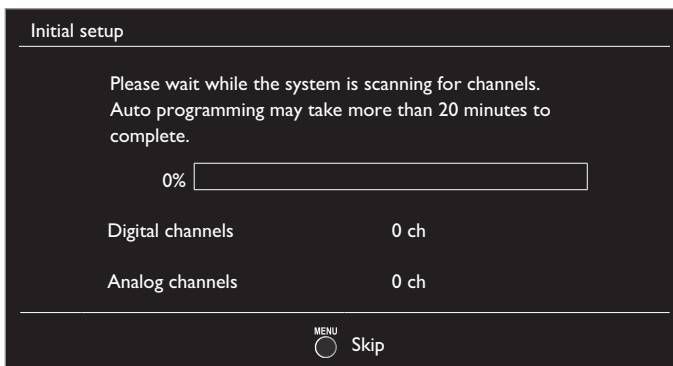 Initial setup
Please wait while the system is scanning for channels.
Auto programming may take more than 20 minutes to
complete.
0%
Digital channels 0 ch
Analog channels 0 ch
MENU Skip